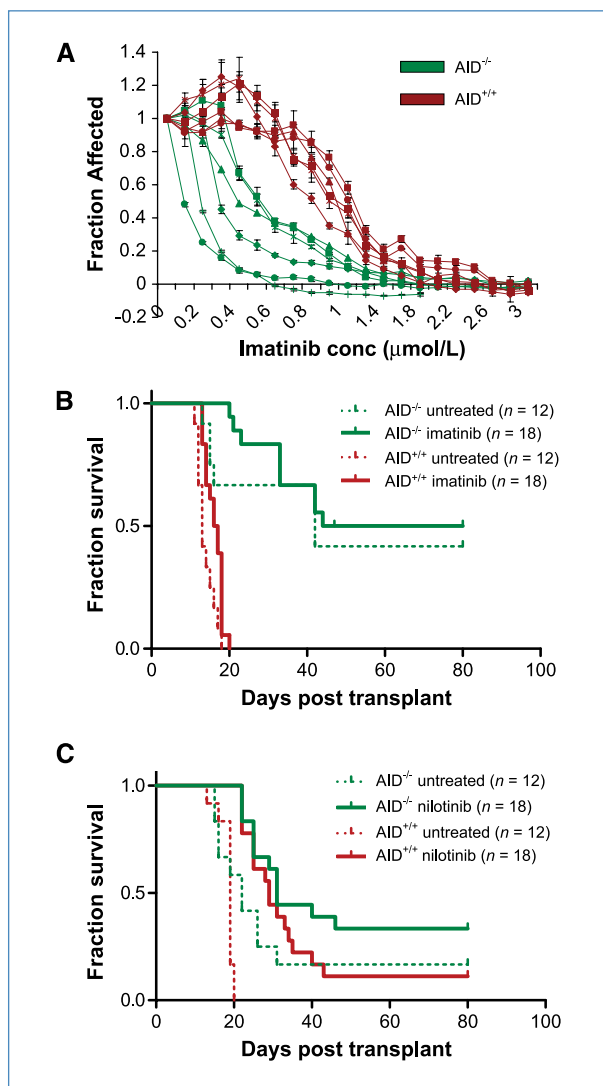 A
AID-/-
AID+/+
1.4
1.2
1.0
0.8
0.6
0.4
0.2
0
-0.2
Fraction Affected
0 0.2 0.4 0.6 0.8 1 1.4 1.8 2.2 2.6 3
Imatinib conc (μmol/L)
B
AID-/- untreated (n = 12)
AID-/- imatinib (n = 18)
AID+/+ untreated (n = 12)
AID+/+ imatinib (n = 18)
1.0
0.5
0.0
Fraction survival
0 20 40 60 80 100
Days post transplant
C
AID-/- untreated (n = 12)
AID-/- nilotinib (n = 18)
AID+/+ untreated (n = 12)
AID+/+ nilotinib (n = 18)
1.0
0.5
0.0
Fraction survival
0 20 40 60 80 100
Days post transplant